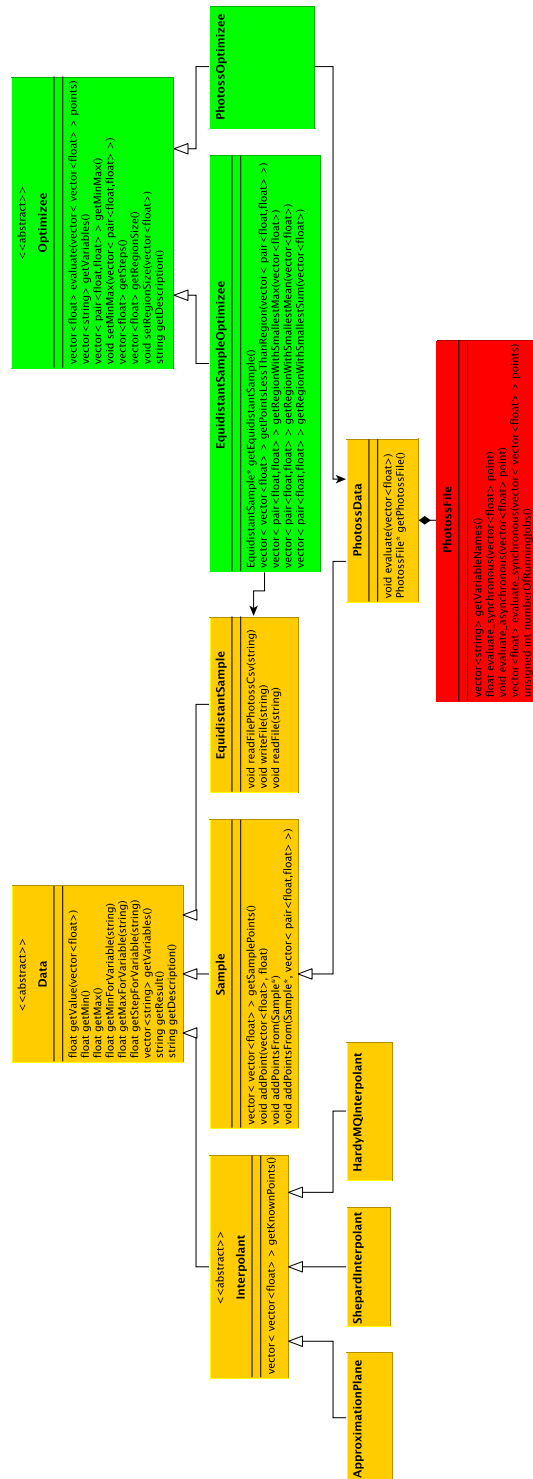 <<abstract>>
Data
float getValue(vector<float>)
float getMin()
float getMax()
float getMinForVariable(string)
float getMaxForVariable(string)
float getStepForVariable(string)
vector<string> getVariables()
string getResult()
string getDescription()
<<abstract>>
Optimizee
vector<float> evaluate(vector< vector<float> > points)
vector<string> getVariables()
vector< pair<float,float> > getMinMax()
void setMinMax(vector< pair<float,float> >)
vector<float> getSteps()
vector<float> getRegionSize()
void setRegionSize(vector<float>)
string getDescription()
<<abstract>>
Interpolant
vector< vector<float> > getKnownPoints()
Sample
vector< vector<float> > getSamplePoints()
void addPoint(vector<float>, float)
void addPointsFrom(Sample*)
void addPointsFrom(Sample*, vector< pair<float,float> >)
EquidistantSample
void readFilePhotossCsv(string)
void writeFile(string)
void readFile(string)
EquidistantSampleOptimizee
EquidistantSample* getEquidistantSample()
vector< vector<float> > getPointsLessThanRegion(vector< pair<float,float> >)
vector< pair<float,float> > getRegionWithSmallestMax(vector<float>)
vector< pair<float,float> > getRegionWithSmallestMean(vector<float>)
vector< pair<float,float> > getRegionWithSmallestSum(vector<float>)
PhotossOptimizee
ApproximationPlane
ShepardInterpolant
HardyMQInterpolant
PhotossData
void evaluate(vector<float>)
PhotossFile* getPhotossFile()
PhotossFile
vector<string> getVariableNames()
float evaluate_synchronous(vector<float> point)
void evaluate_asynchronous(vector<float> point)
vector<float> evaluate_synchronous(vector< vector<float> > points)
unsigned int numberOfRunningJobs()